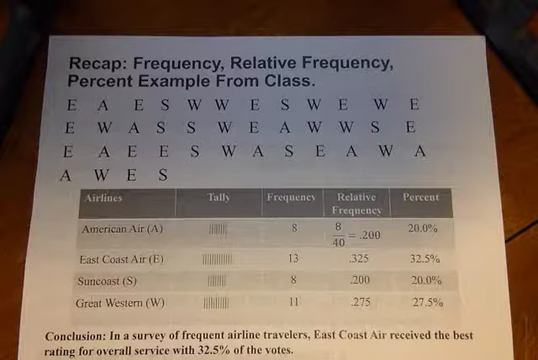 Recap: Frequency, Relative Frequency,
Percent Example From Class.
E A E S W W E S W E W E
E W A S S W E A W W S E
E A E E S W A S E A W A
A W E S
Airlines Tally Frequency Relative Frequency Percent
American Air (A) 8 8/40 = .200 20.0%
East Coast Air (E) 13 .325 32.5%
Suncoast (S) 8 .200 20.0%
Great Western (W) 11 .275 27.5%
Conclusion: In a survey of frequent airline travelers, East Coast Air received the best
rating for overall service with 32.5% of the votes.